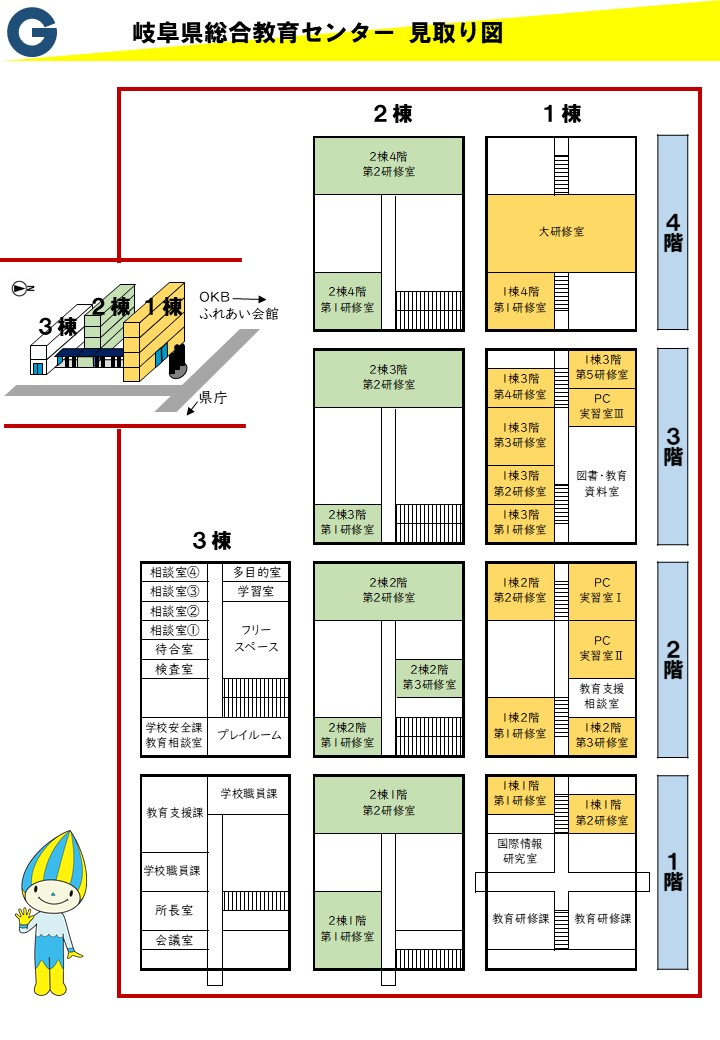 G
岐阜県総合教育センター 見取り図
2棟
1棟
2棟4階
第2研修室
大研修室
2棟4階
第1研修室
1棟4階
第1研修室
4階
N
3棟
2棟
1棟
OKB
ふれあい会館
県庁
2棟3階
第2研修室
1棟3階
第5研修室
1棟3階
第4研修室
PC
実習室Ⅲ
1棟3階
第3研修室
1棟3階
第2研修室
図書・教育
資料室
2棟3階
第1研修室
1棟3階
第1研修室
3階
3棟
相談室④
多目的室
相談室③
学習室
相談室②
相談室①
フリー
スペース
待合室
検査室
学校安全課
教育相談室
プレイルーム
2棟2階
第2研修室
2棟2階
第3研修室
2棟2階
第1研修室
1棟2階
第2研修室
PC
実習室Ⅰ
PC
実習室Ⅱ
教育支援
相談室
1棟2階
第1研修室
1棟2階
第3研修室
2階
学校職員課
教育支援課
学校職員課
所長室
会議室
2棟1階
第2研修室
2棟1階
第1研修室
1棟1階
第1研修室
1棟1階
第2研修室
国際情報
研究室
教育研修課
教育研修課
1階